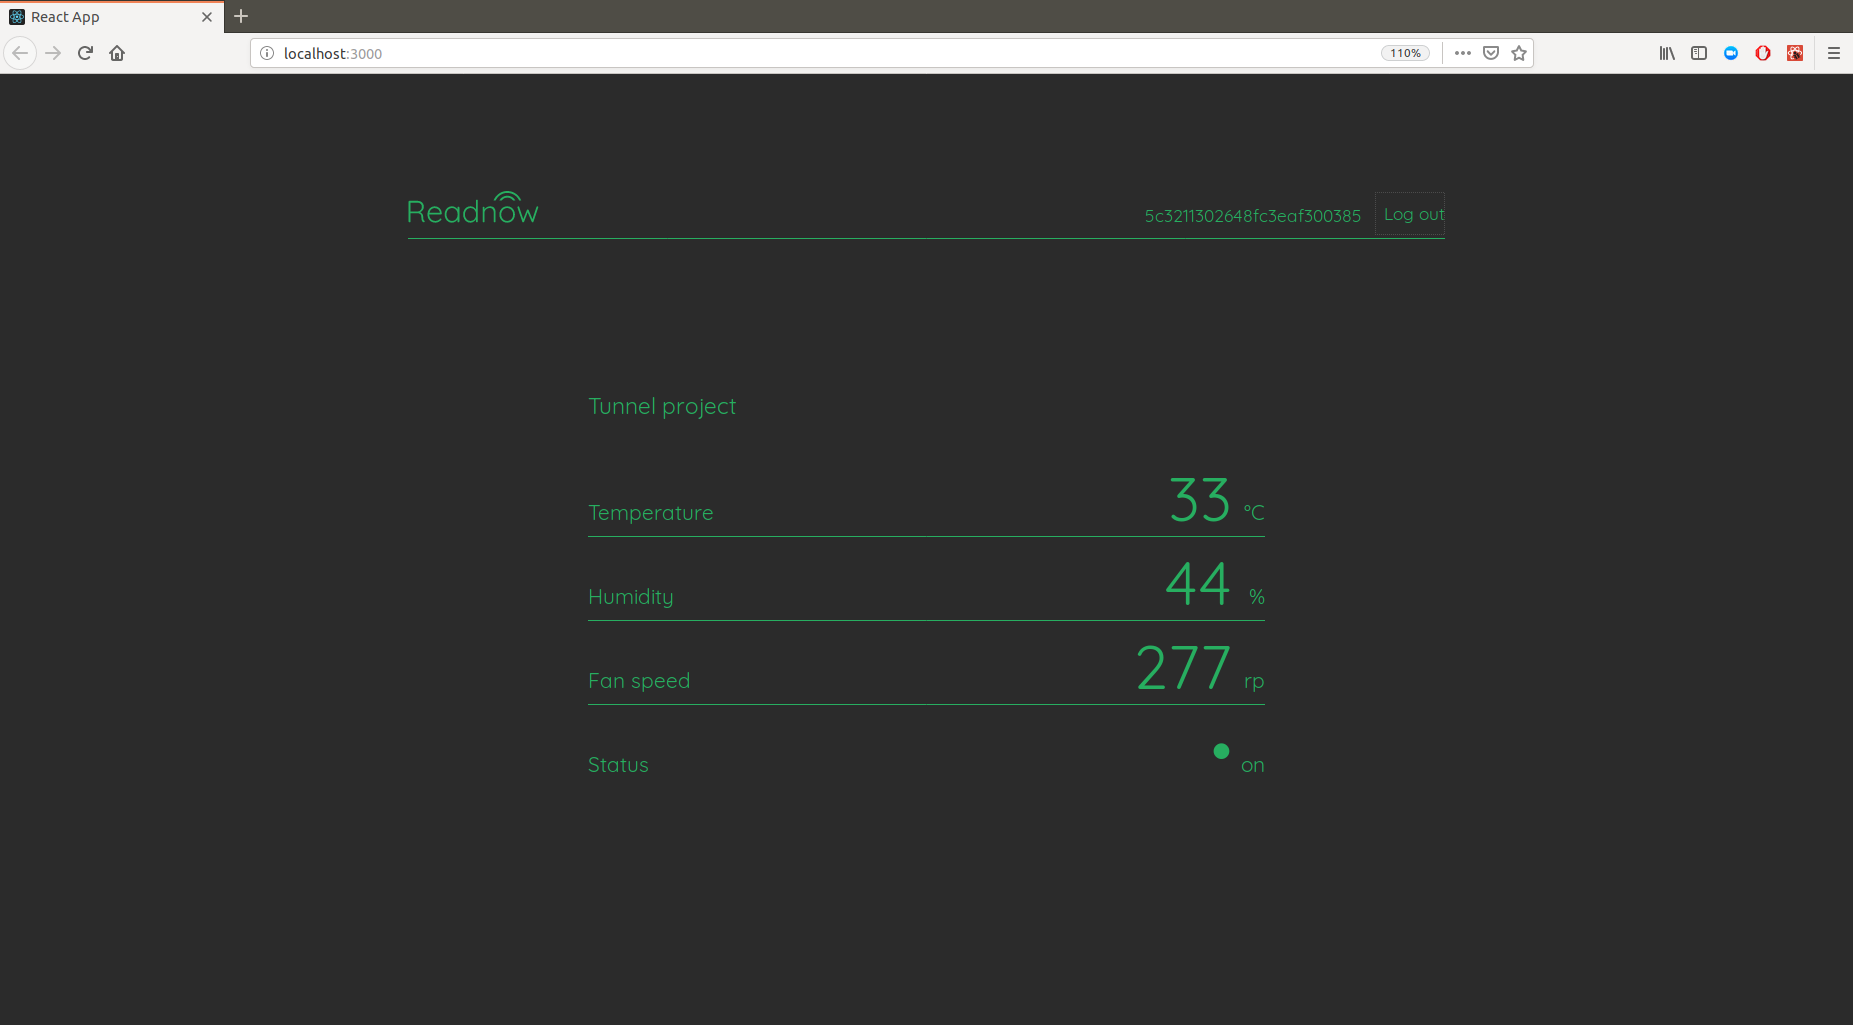 React App
localhost:3000
110%
Readnow
5c3211302648fc3eaf300385
Log out
Tunnel project
Temperature
33 °C
Humidity
44 %
Fan speed
277 rp
Status
on